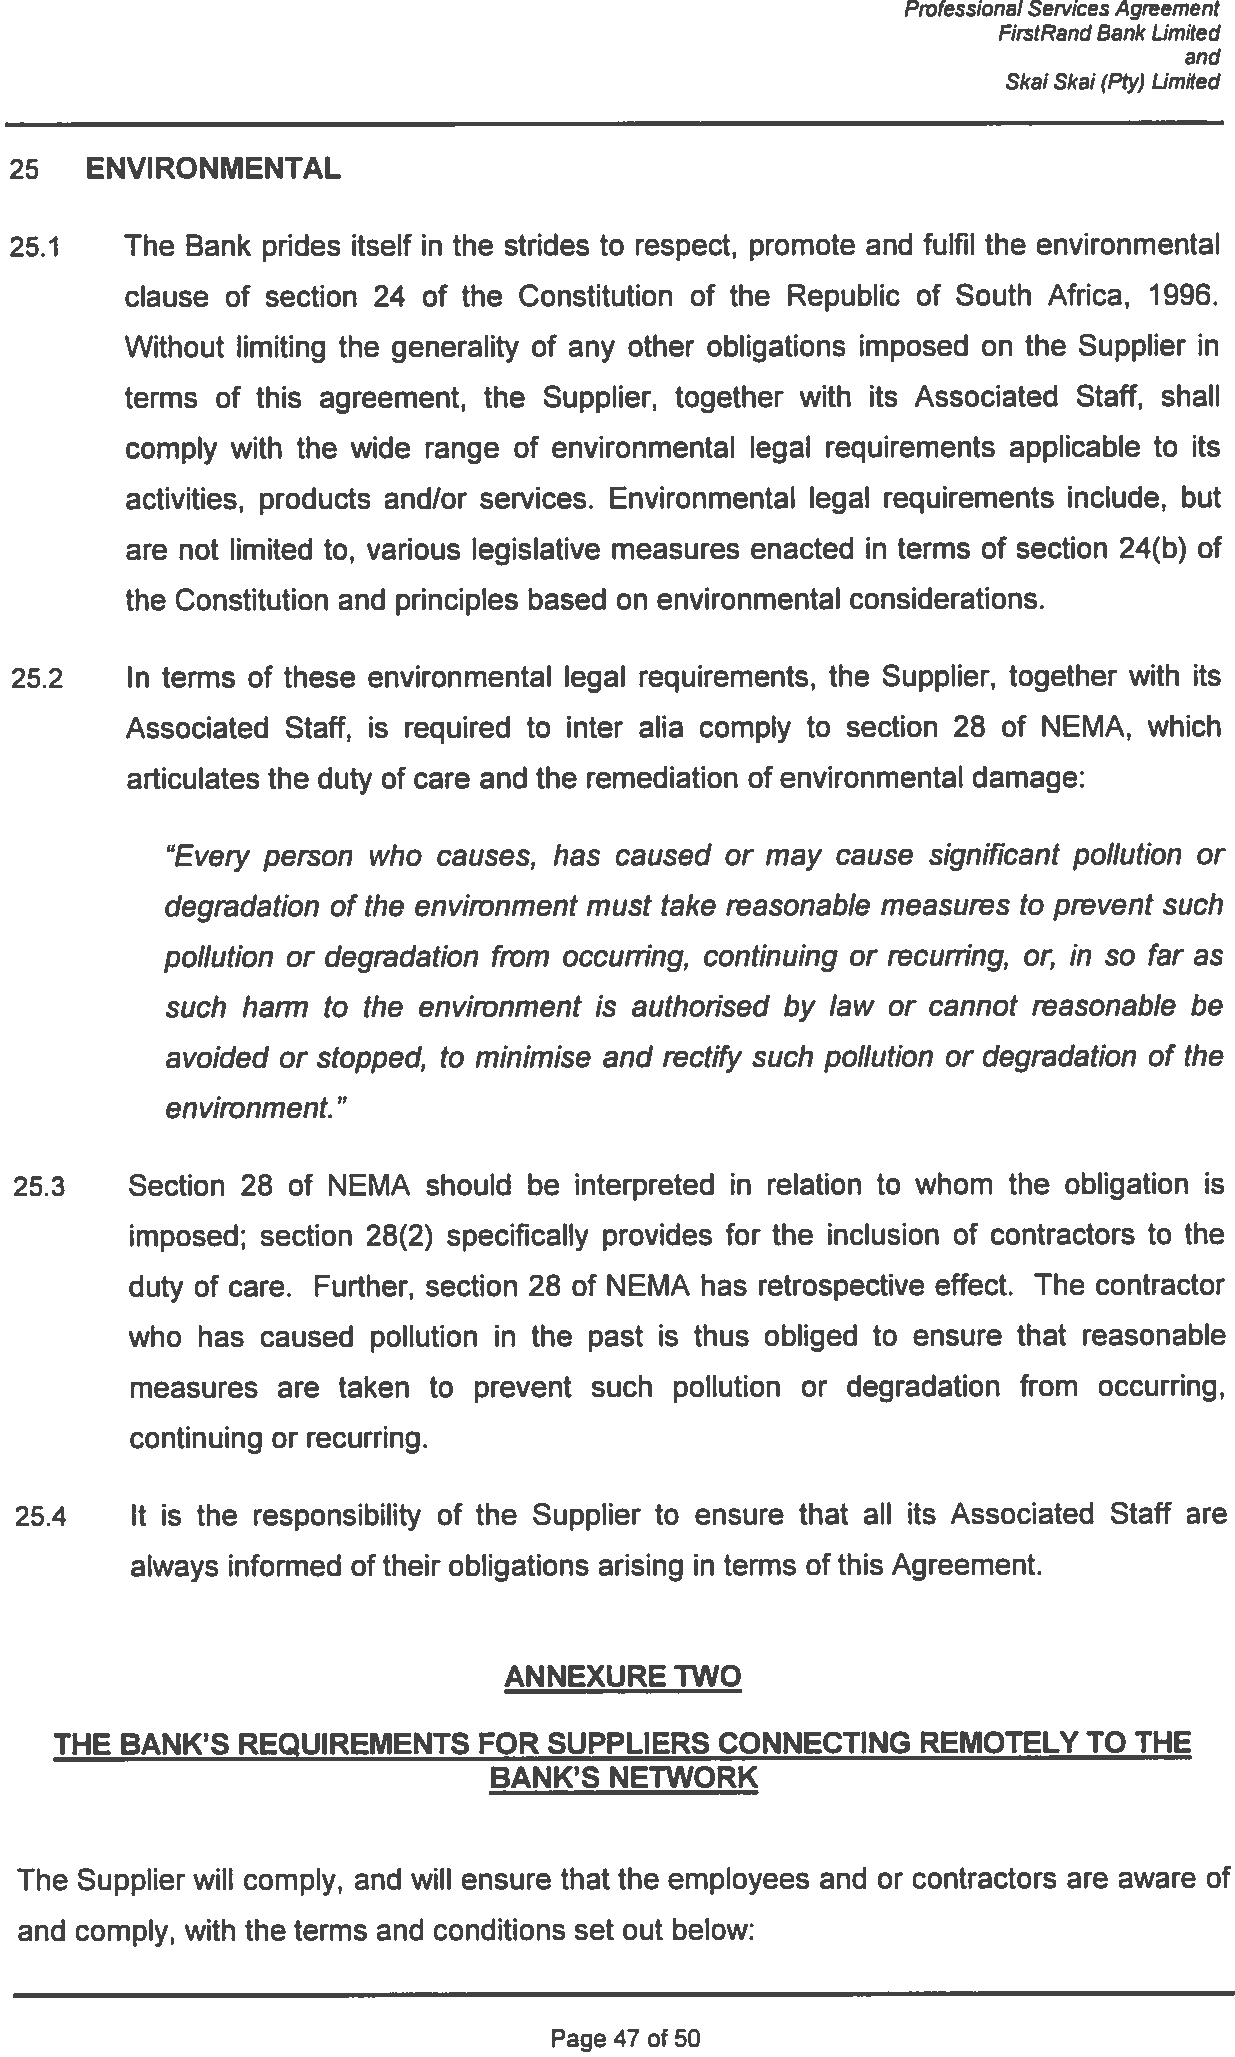 Professional Services Agreement
FirstRand Bank Limited
and
Skai Skai (Pty) Limited
25 ENVIRONMENTAL
25.1 The Bank prides itself in the strides to respect, promote and fulfil the environmental
clause of section 24 of the Constitution of the Republic of South Africa, 1996.
Without limiting the generality of any other obligations imposed on the Supplier in
terms of this agreement, the Supplier, together with its Associated Staff, shall
comply with the wide range of environmental legal requirements applicable to its
activities, products and/or services. Environmental legal requirements include, but
are not limited to, various legislative measures enacted in terms of section 24(b) of
the Constitution and principles based on environmental considerations.
25.2 In terms of these environmental legal requirements, the Supplier, together with its
Associated Staff, is required to inter alia comply to section 28 of NEMA, which
articulates the duty of care and the remediation of environmental damage:
"Every person who causes, has caused or may cause significant pollution or
degradation of the environment must take reasonable measures to prevent such
pollution or degradation from occurring, continuing or recurring, or, in so far as
such harm to the environment is authorised by law or cannot reasonable be
avoided or stopped, to minimise and rectify such pollution or degradation of the
environment."
25.3 Section 28 of NEMA should be interpreted in relation to whom the obligation is
imposed; section 28(2) specifically provides for the inclusion of contractors to the
duty of care. Further, section 28 of NEMA has retrospective effect. The contractor
who has caused pollution in the past is thus obliged to ensure that reasonable
measures are taken to prevent such pollution or degradation from occurring,
continuing or recurring.
25.4 It is the responsibility of the Supplier to ensure that all its Associated Staff are
always informed of their obligations arising in terms of this Agreement.
ANNEXURE TWO
THE BANK'S REQUIREMENTS FOR SUPPLIERS CONNECTING REMOTELY TO THE
BANK'S NETWORK
The Supplier will comply, and will ensure that the employees and or contractors are aware of
and comply, with the terms and conditions set out below:
Page 47 of 50